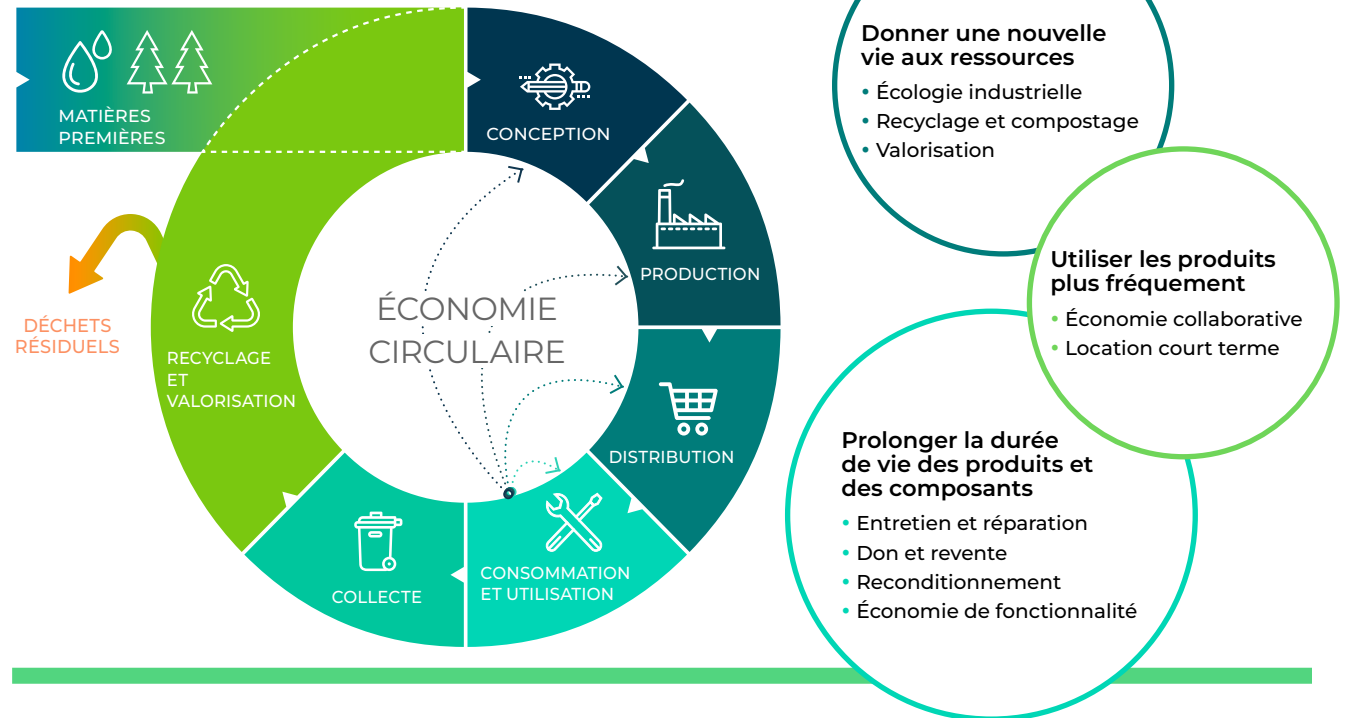 MATIÈRES
PREMIÈRES
CONCEPTION
PRODUCTION
DISTRIBUTION
CONSOMMATION
ET UTILISATION
COLLECTE
RECYCLAGE
ET
VALORISATION
DÉCHETS
RÉSIDUELS
ÉCONOMIE
CIRCULAIRE
Donner une nouvelle
vie aux ressources
• Écologie industrielle
• Recyclage et compostage
• Valorisation
Utiliser les produits
plus fréquement
• Économie collaborative
• Location court terme
Prolonger la durée
de vie des produits et
des composants
• Entretien et réparation
• Don et revente
• Reconditionnement
• Économie de fonctionnalité